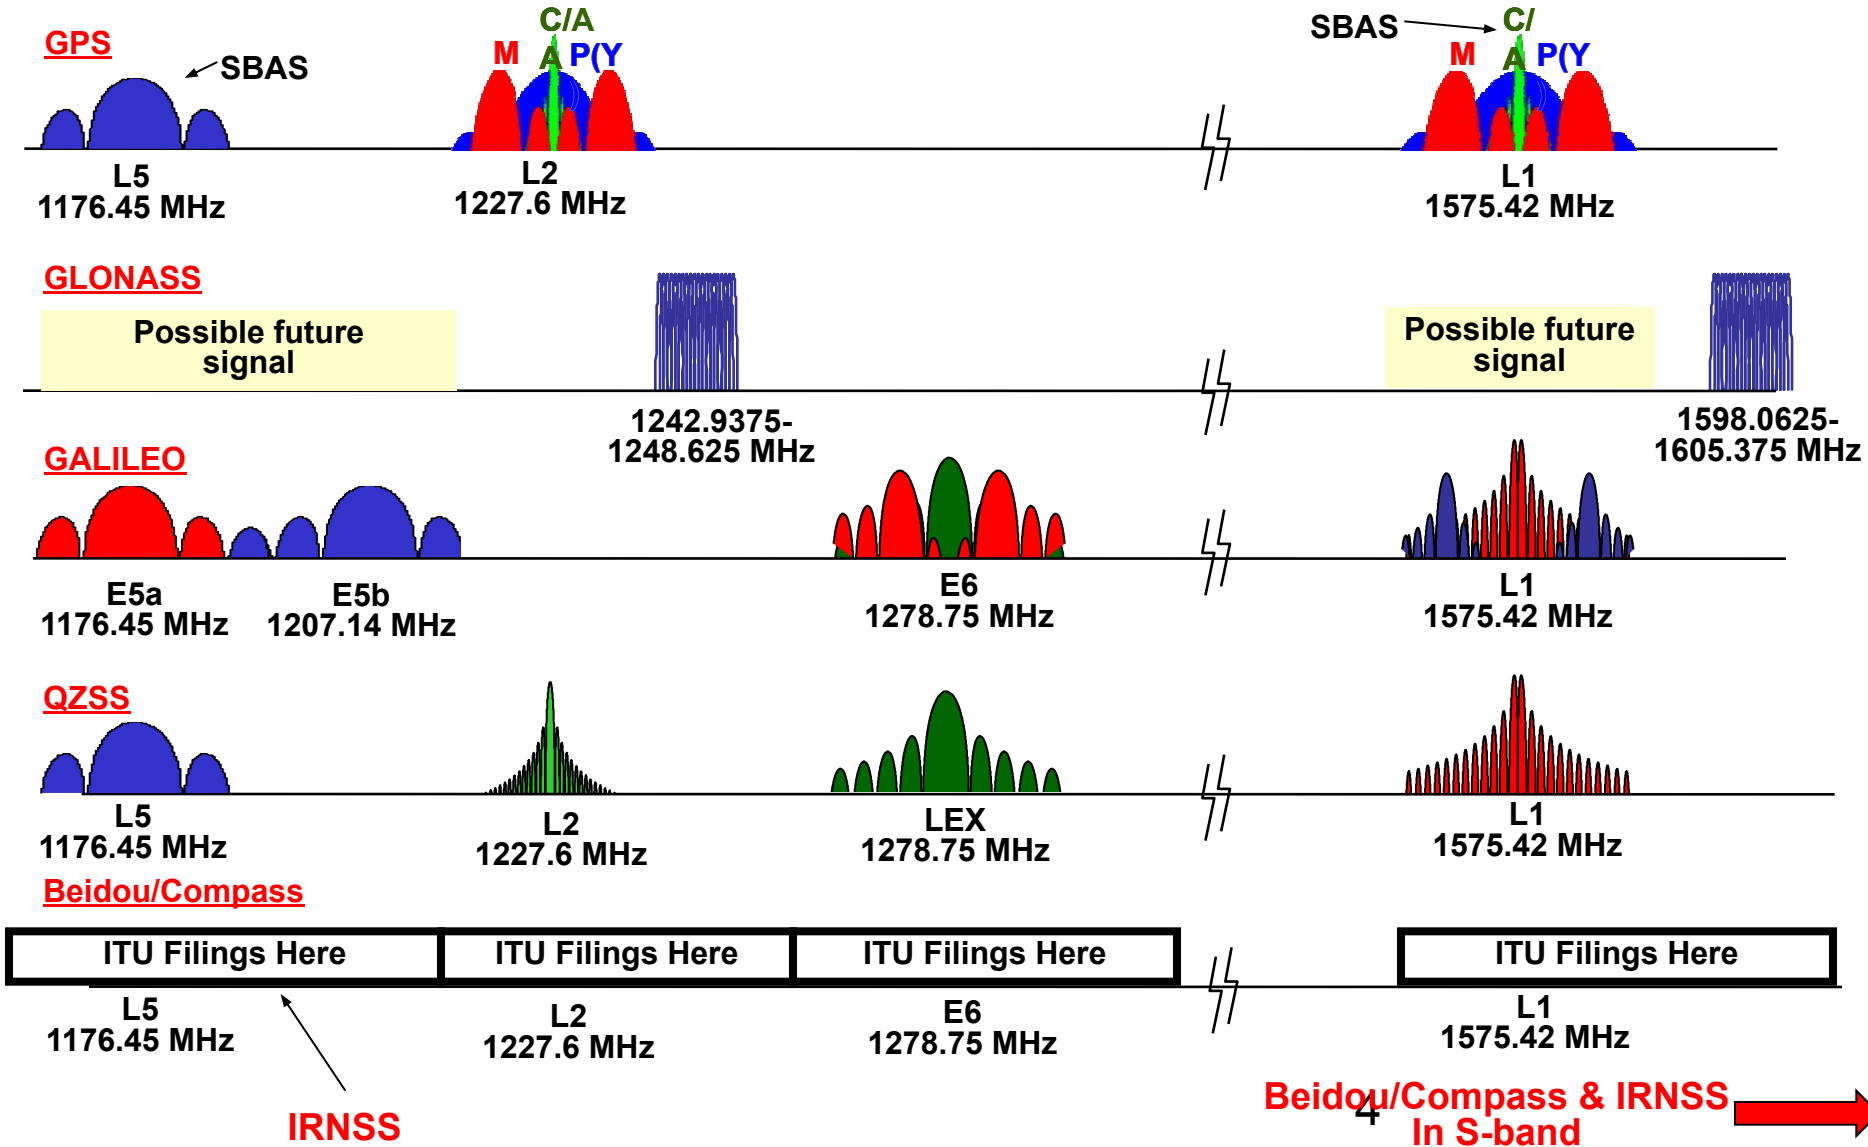 GPS
SBAS
M
C/A
A
P(Y
SBAS
M
C/
A
P(Y
L5
1176.45 MHz
L2
1227.6 MHz
L1
1575.42 MHz
GLONASS
Possible future
signal
1242.9375-
1248.625 MHz
Possible future
signal
1598.0625-
1605.375 MHz
GALILEO
E5a
1176.45 MHz
E5b
1207.14 MHz
E6
1278.75 MHz
L1
1575.42 MHz
QZSS
L5
1176.45 MHz
L2
1227.6 MHz
LEX
1278.75 MHz
L1
1575.42 MHz
Beidou/Compass
ITU Filings Here
ITU Filings Here
ITU Filings Here
ITU Filings Here
L5
1176.45 MHz
L2
1227.6 MHz
E6
1278.75 MHz
L1
1575.42 MHz
IRNSS
Beidou/Compass & IRNSS
In S-band
4